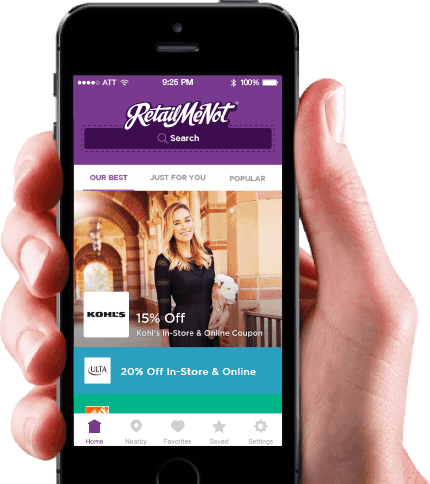 ATT
9:25 PM
100%
RetailMeNot
Search
OUR BEST
JUST FOR YOU
POPULAR
KOHL'S
15% Off
Kohl's In-Store & Online Coupon
ULTA
20% Off In-Store & Online
Home
Nearby
Favorites
Saved
Settings